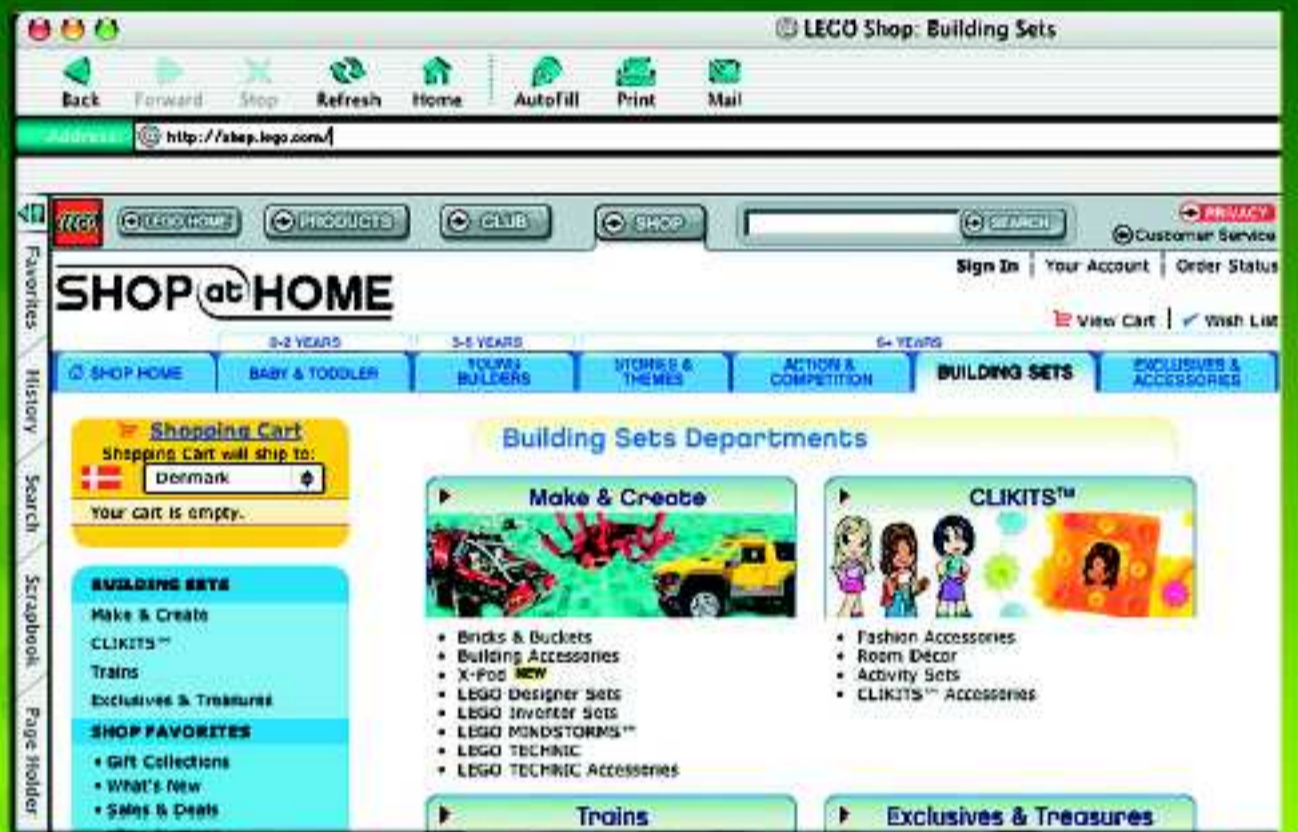 LEGO Shop: Building Sets
Back Forward Stop Refresh Home AutoFill Print Mail
Address: http://shop.lego.com/
LEGO LEGO HOME PRODUCTS CLUB SHOP SEARCH PRIVACY
Customer Service
Sign In | Your Account | Order Status
SHOP at HOME
View Cart | Wish List
0-2 YEARS 3-5 YEARS 6+ YEARS
SHOP HOME BABY & TODDLER YOUNG BUILDERS STORIES & THEMES ACTION & COMPETITION BUILDING SETS EXCLUSIVES & ACCESSORIES
Favorites
History
Search
Scrapbook
Page Holder
Shopping Cart
Shopping Cart will ship to:
Denmark
Your cart is empty.
BUILDING SETS
Make & Create
CLIKITS™
Trains
Exclusives & Treasures
SHOP FAVORITES
• Gift Collections
• What's New
• Sales & Deals
Building Sets Departments
Make & Create
• Bricks & Buckets
• Building Accessories
• X-Pod NEW
• LEGO Designer Sets
• LEGO Inventor Sets
• LEGO MINDSTORMS™
• LEGO TECHNIC
• LEGO TECHNIC Accessories
CLIKITS™
• Fashion Accessories
• Room Décor
• Activity Sets
• CLIKITS™ Accessories
Trains
Exclusives & Treasures